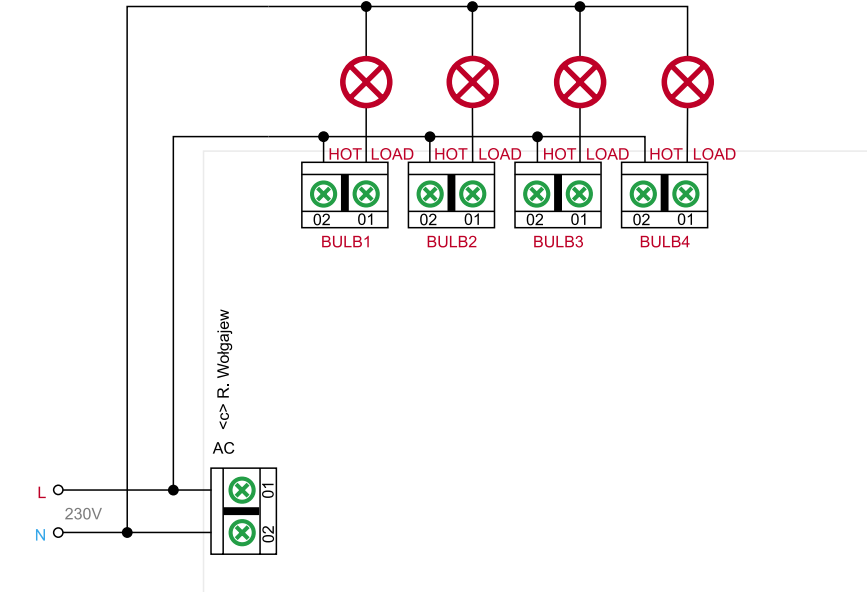 HOT LOAD HOT LOAD HOT LOAD HOT LOAD
02 01 02 01 02 01 02 01
BULB1 BULB2 BULB3 BULB4
<c> R. Wołgajew
AC
L
01
230V
N
02